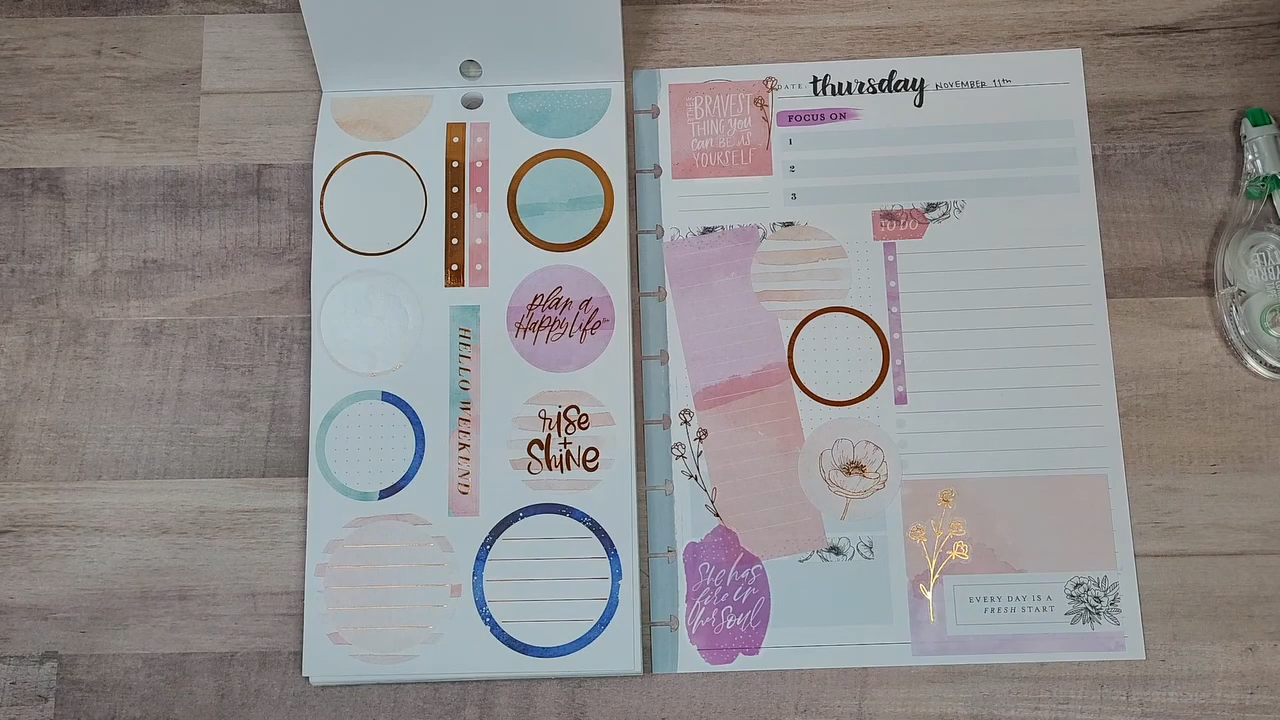 plan a
Happy life™
HELLO WEEKEND
rise
+
Shine
THE
BRAVEST
THING YOU
can BE is
YOURSELF
DATE: thursday NOVEMBER 11th
FOCUS ON
1
2
3
TO DO
She has
fire in
her soul
EVERY DAY IS A
FRESH START